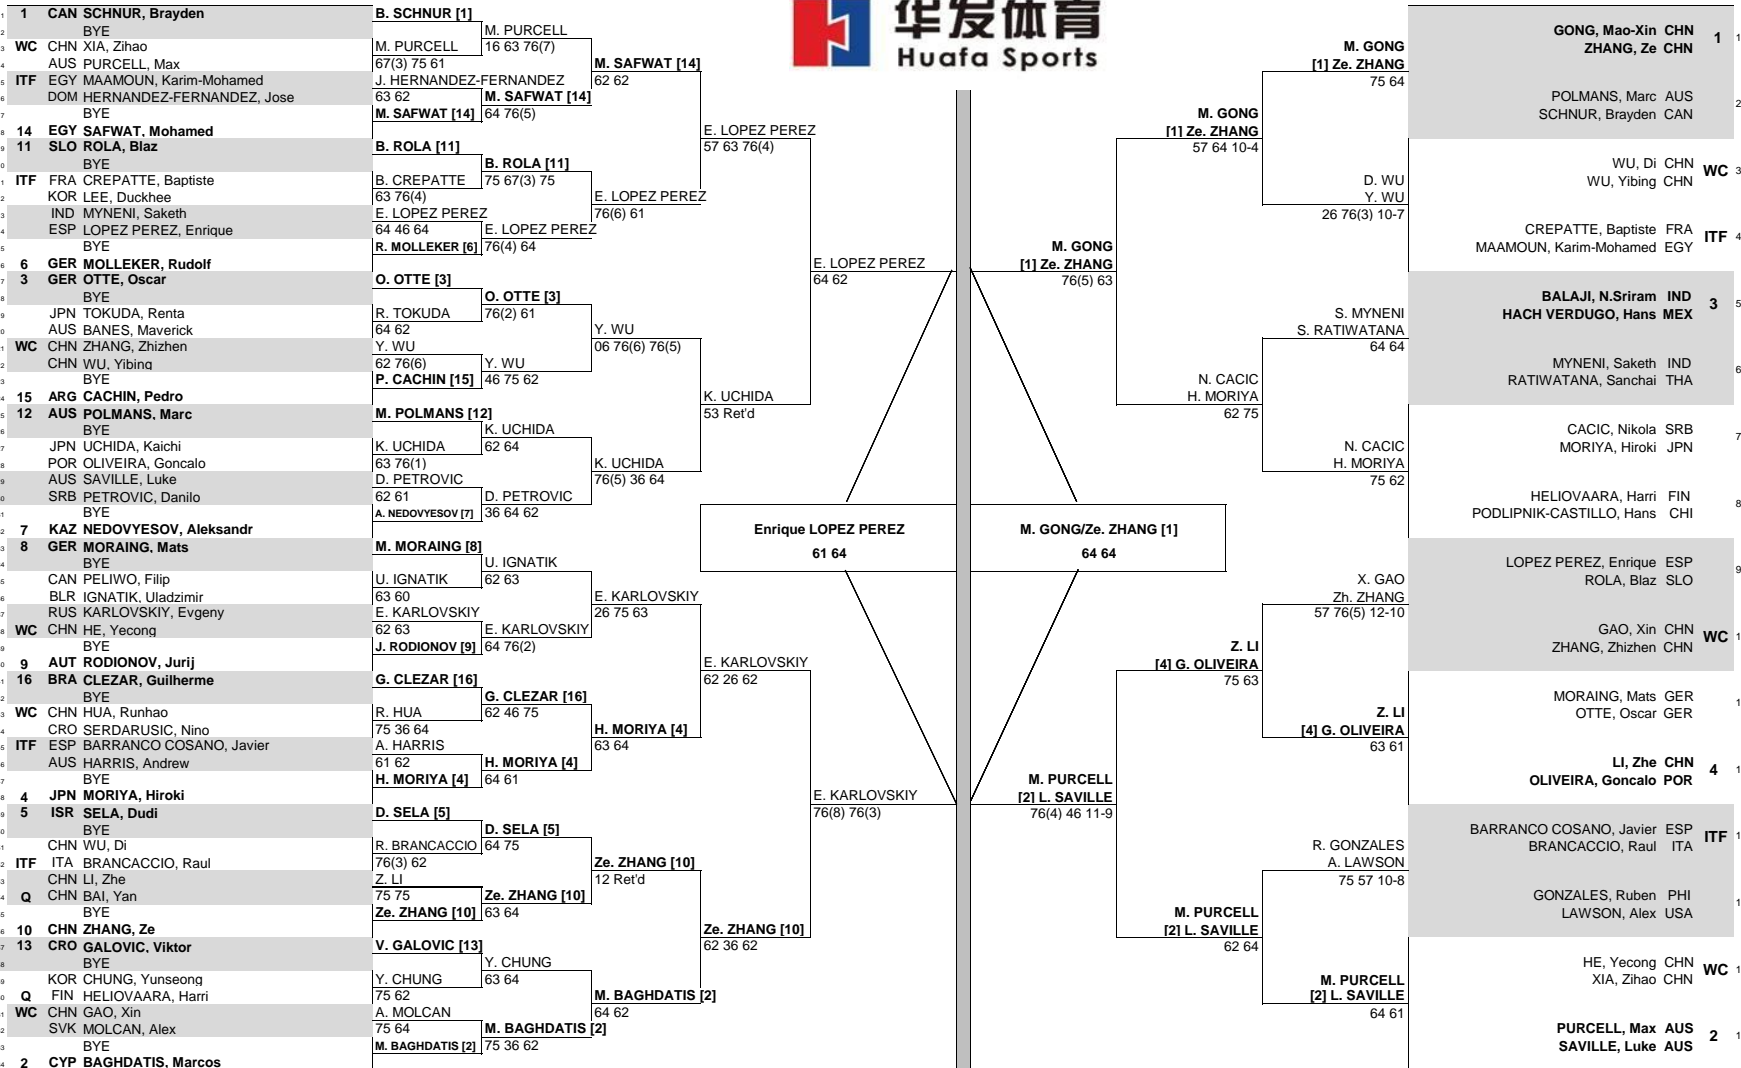 华发体育
Huafa Sports
1 CAN SCHNUR, Brayden
BYE
WC CHN XIA, Zihao
AUS PURCELL, Max
ITF EGY MAAMOUN, Karim-Mohamed
DOM HERNANDEZ-FERNANDEZ, Jose
BYE
14 EGY SAFWAT, Mohamed
11 SLO ROLA, Blaz
BYE
ITF FRA CREPATTE, Baptiste
KOR LEE, Duckhee
IND MYNENI, Saketh
ESP LOPEZ PEREZ, Enrique
BYE
6 GER MOLLEKER, Rudolf
3 GER OTTE, Oscar
BYE
JPN TOKUDA, Renta
AUS BANES, Maverick
WC CHN ZHANG, Zhizhen
CHN WU, Yibing
BYE
15 ARG CACHIN, Pedro
12 AUS POLMANS, Marc
BYE
JPN UCHIDA, Kaichi
POR OLIVEIRA, Goncalo
AUS SAVILLE, Luke
SRB PETROVIC, Danilo
BYE
7 KAZ NEDOVYESOV, Aleksandr
8 GER MORAING, Mats
BYE
CAN PELIWO, Filip
BLR IGNATIK, Uladzimir
RUS KARLOVSKIY, Evgeny
WC CHN HE, Yecong
BYE
9 AUT RODIONOV, Jurij
16 BRA CLEZAR, Guilherme
BYE
WC CHN HUA, Runhao
CRO SERDARUSIC, Nino
ITF ESP BARRANCO COSANO, Javier
AUS HARRIS, Andrew
BYE
4 JPN MORIYA, Hiroki
5 ISR SELA, Dudi
BYE
CHN WU, Di
ITF ITA BRANCACCIO, Raul
CHN LI, Zhe
Q CHN BAI, Yan
BYE
10 CHN ZHANG, Ze
13 CRO GALOVIC, Viktor
BYE
KOR CHUNG, Yunseong
Q FIN HELIOVAARA, Harri
WC CHN GAO, Xin
SVK MOLCAN, Alex
BYE
2 CYP BAGHDATIS, Marcos
B. SCHNUR [1]
M. PURCELL
67(3) 75 61
J. HERNANDEZ-FERNANDEZ
63 62
M. SAFWAT [14]
B. ROLA [11]
B. CREPATTE
63 76(4)
E. LOPEZ PEREZ
64 46 64
R. MOLLEKER [6]
O. OTTE [3]
R. TOKUDA
64 62
Y. WU
62 76(6)
P. CACHIN [15]
M. POLMANS [12]
K. UCHIDA
63 76(1)
D. PETROVIC
62 61
A. NEDOVYESOV [7]
M. MORAING [8]
U. IGNATIK
63 60
E. KARLOVSKIY
62 63
J. RODIONOV [9]
G. CLEZAR [16]
R. HUA
75 36 64
A. HARRIS
61 62
H. MORIYA [4]
D. SELA [5]
R. BRANCACCIO
76(3) 62
Z. LI
75 75
Ze. ZHANG [10]
V. GALOVIC [13]
Y. CHUNG
75 62
A. MOLCAN
75 64
M. BAGHDATIS [2]
M. PURCELL
16 63 76(7)
M. SAFWAT [14]
64 76(5)
B. ROLA [11]
75 67(3) 75
E. LOPEZ PEREZ
76(4) 64
O. OTTE [3]
76(2) 61
Y. WU
46 75 62
K. UCHIDA
62 64
D. PETROVIC
36 64 62
U. IGNATIK
62 63
E. KARLOVSKIY
64 76(2)
G. CLEZAR [16]
62 46 75
H. MORIYA [4]
64 61
D. SELA [5]
64 75
Ze. ZHANG [10]
63 64
Y. CHUNG
63 64
M. BAGHDATIS [2]
75 36 62
M. SAFWAT [14]
62 62
E. LOPEZ PEREZ
76(6) 61
Y. WU
06 76(6) 76(5)
K. UCHIDA
76(5) 36 64
E. KARLOVSKIY
26 75 63
H. MORIYA [4]
63 64
Ze. ZHANG [10]
12 Ret'd
M. BAGHDATIS [2]
64 62
E. LOPEZ PEREZ
57 63 76(4)
K. UCHIDA
53 Ret'd
E. KARLOVSKIY
62 26 62
Ze. ZHANG [10]
62 36 62
E. LOPEZ PEREZ
64 62
E. KARLOVSKIY
76(8) 76(3)
Enrique LOPEZ PEREZ
61 64
M. GONG/Ze. ZHANG [1]
64 64
M. GONG
[1] Ze. ZHANG
76(5) 63
M. PURCELL
[2] L. SAVILLE
76(4) 46 11-9
M. GONG
[1] Ze. ZHANG
57 64 10-4
N. CACIC
H. MORIYA
62 75
Z. LI
[4] G. OLIVEIRA
75 63
M. PURCELL
[2] L. SAVILLE
62 64
M. GONG
[1] Ze. ZHANG
75 64
D. WU
Y. WU
26 76(3) 10-7
S. MYNENI
S. RATIWATANA
64 64
N. CACIC
H. MORIYA
75 62
X. GAO
Zh. ZHANG
57 76(5) 12-10
Z. LI
[4] G. OLIVEIRA
63 61
R. GONZALES
A. LAWSON
75 57 10-8
M. PURCELL
[2] L. SAVILLE
64 61
GONG, Mao-Xin CHN
ZHANG, Ze CHN
1
1
POLMANS, Marc AUS
SCHNUR, Brayden CAN
2
WU, Di CHN
WU, Yibing CHN
WC 3
CREPATTE, Baptiste FRA
MAAMOUN, Karim-Mohamed EGY
ITF 4
BALAJI, N.Sriram IND
HACH VERDUGO, Hans MEX
3 5
MYNENI, Saketh IND
RATIWATANA, Sanchai THA
6
CACIC, Nikola SRB
MORIYA, Hiroki JPN
7
HELIOVAARA, Harri FIN
PODLIPNIK-CASTILLO, Hans CHI
8
LOPEZ PEREZ, Enrique ESP
ROLA, Blaz SLO
9
GAO, Xin CHN
ZHANG, Zhizhen CHN
WC 1
MORAING, Mats GER
OTTE, Oscar GER
1
LI, Zhe CHN
OLIVEIRA, Goncalo POR
4 1
BARRANCO COSANO, Javier ESP
BRANCACCIO, Raul ITA
ITF 1
GONZALES, Ruben PHI
LAWSON, Alex USA
1
HE, Yecong CHN
XIA, Zihao CHN
WC 1
PURCELL, Max AUS
SAVILLE, Luke AUS
2 1